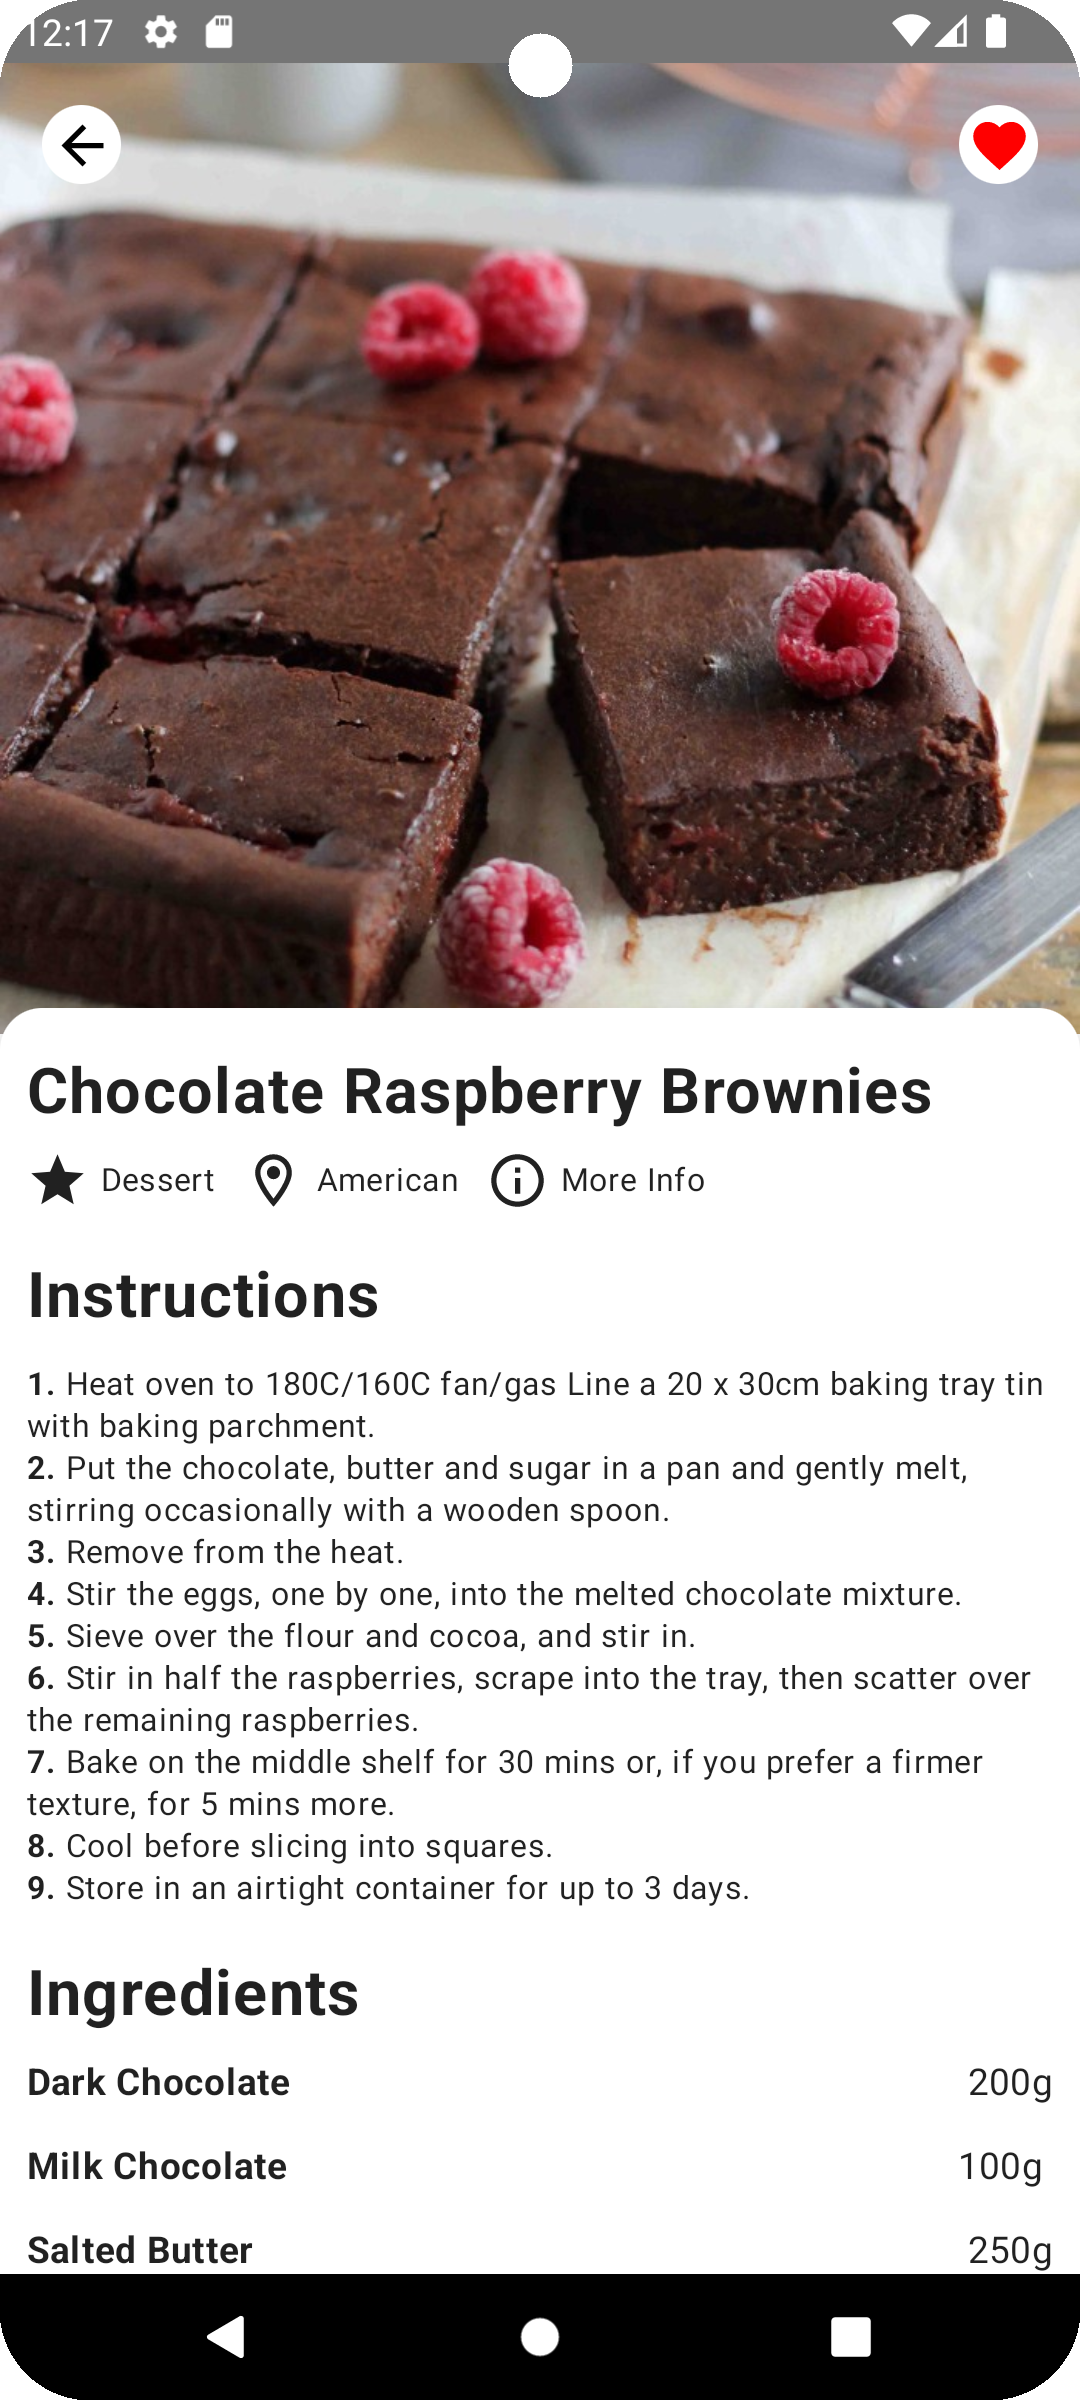 12:17
Chocolate Raspberry Brownies
Dessert American More Info
Instructions
1. Heat oven to 180C/160C fan/gas Line a 20 x 30cm baking tray tin
with baking parchment.
2. Put the chocolate, butter and sugar in a pan and gently melt,
stirring occasionally with a wooden spoon.
3. Remove from the heat.
4. Stir the eggs, one by one, into the melted chocolate mixture.
5. Sieve over the flour and cocoa, and stir in.
6. Stir in half the raspberries, scrape into the tray, then scatter over
the remaining raspberries.
7. Bake on the middle shelf for 30 mins or, if you prefer a firmer
texture, for 5 mins more.
8. Cool before slicing into squares.
9. Store in an airtight container for up to 3 days.
Ingredients
Dark Chocolate 200g
Milk Chocolate 100g
Salted Butter 250g